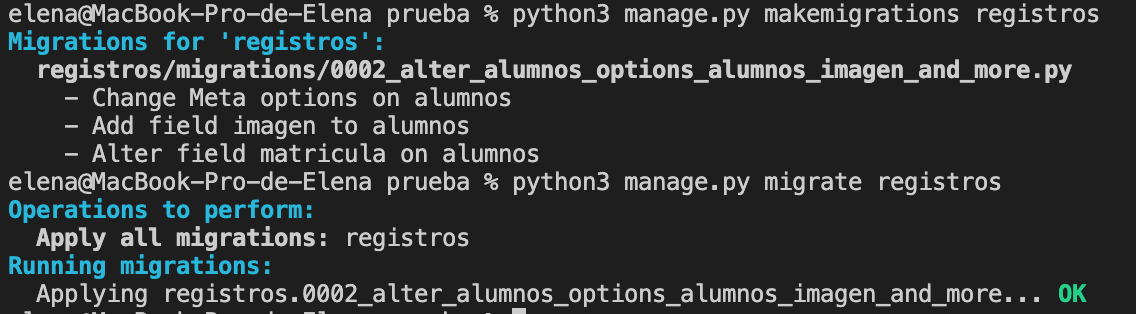 elena@MacBook-Pro-de-Elena prueba % python3 manage.py makemigrations registros
Migrations for 'registros':
registros/migrations/0002_alter_alumnos_options_alumnos_imagen_and_more.py
- Change Meta options on alumnos
- Add field imagen to alumnos
- Alter field matricula on alumnos
elena@MacBook-Pro-de-Elena prueba % python3 manage.py migrate registros
Operations to perform:
Apply all migrations: registros
Running migrations:
Applying registros.0002_alter_alumnos_options_alumnos_imagen_and_more... OK